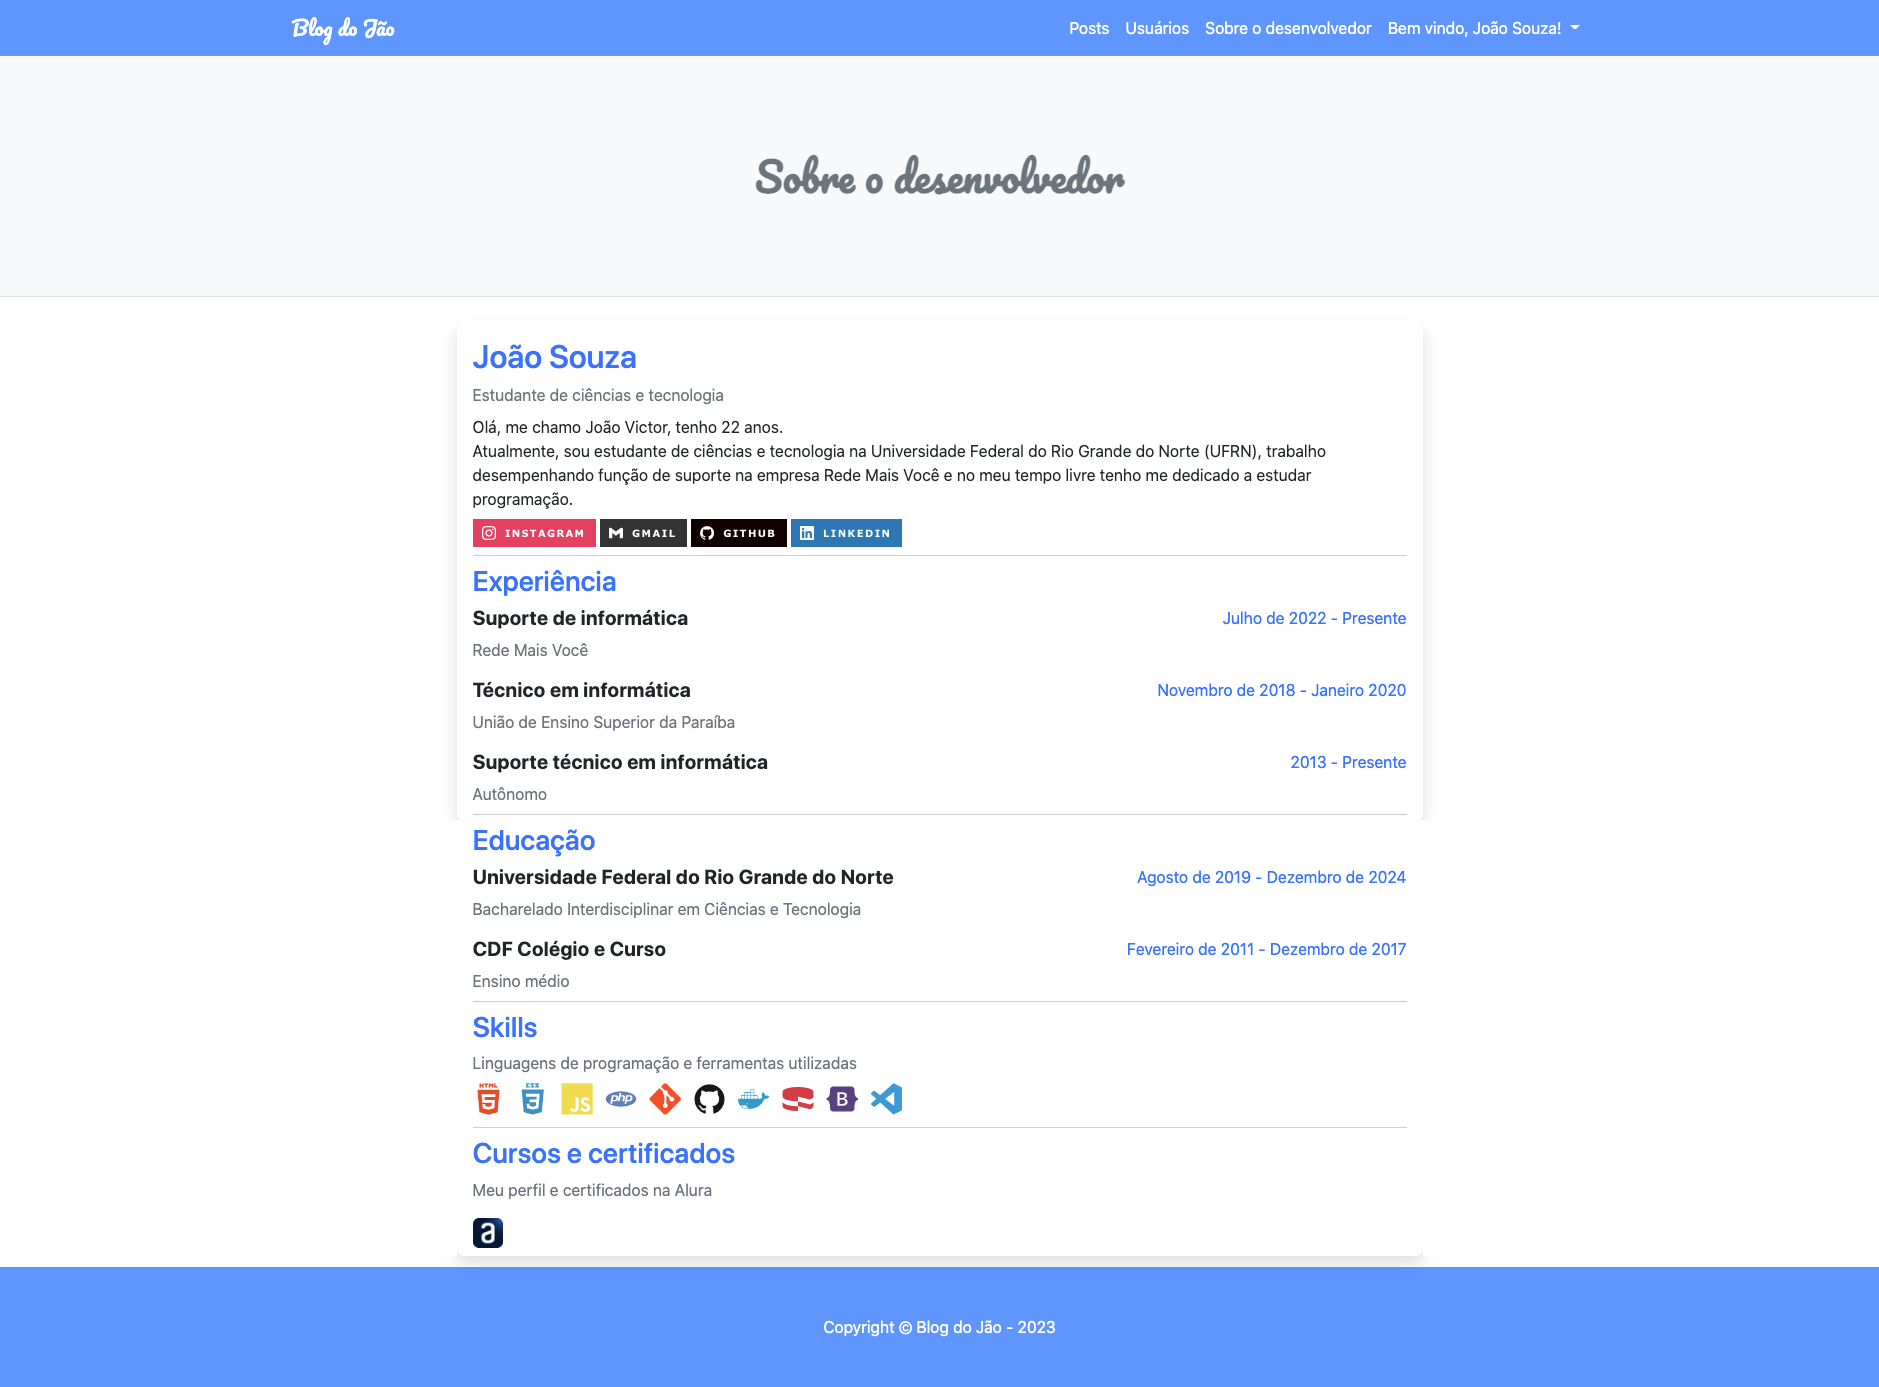 Blog do Jão
Posts Usuários Sobre o desenvolvedor Bem vindo, João Souza!
Sobre o desenvolvedor
João Souza
Estudante de ciências e tecnologia
Olá, me chamo João Victor, tenho 22 anos.
Atualmente, sou estudante de ciências e tecnologia na Universidade Federal do Rio Grande do Norte (UFRN), trabalho
desempenhando função de suporte na empresa Rede Mais Você e no meu tempo livre tenho me dedicado a estudar
programação.
INSTAGRAM GMAIL GITHUB LINKEDIN
Experiência
Suporte de informática Julho de 2022 - Presente
Rede Mais Você
Técnico em informática Novembro de 2018 - Janeiro 2020
União de Ensino Superior da Paraíba
Suporte técnico em informática 2013 - Presente
Autônomo
Educação
Universidade Federal do Rio Grande do Norte Agosto de 2019 - Dezembro de 2024
Bacharelado Interdisciplinar em Ciências e Tecnologia
CDF Colégio e Curso Fevereiro de 2011 - Dezembro de 2017
Ensino médio
Skills
Linguagens de programação e ferramentas utilizadas
HTML 5 CSS 3 JS php B
Cursos e certificados
Meu perfil e certificados na Alura
a
Copyright © Blog do Jão - 2023